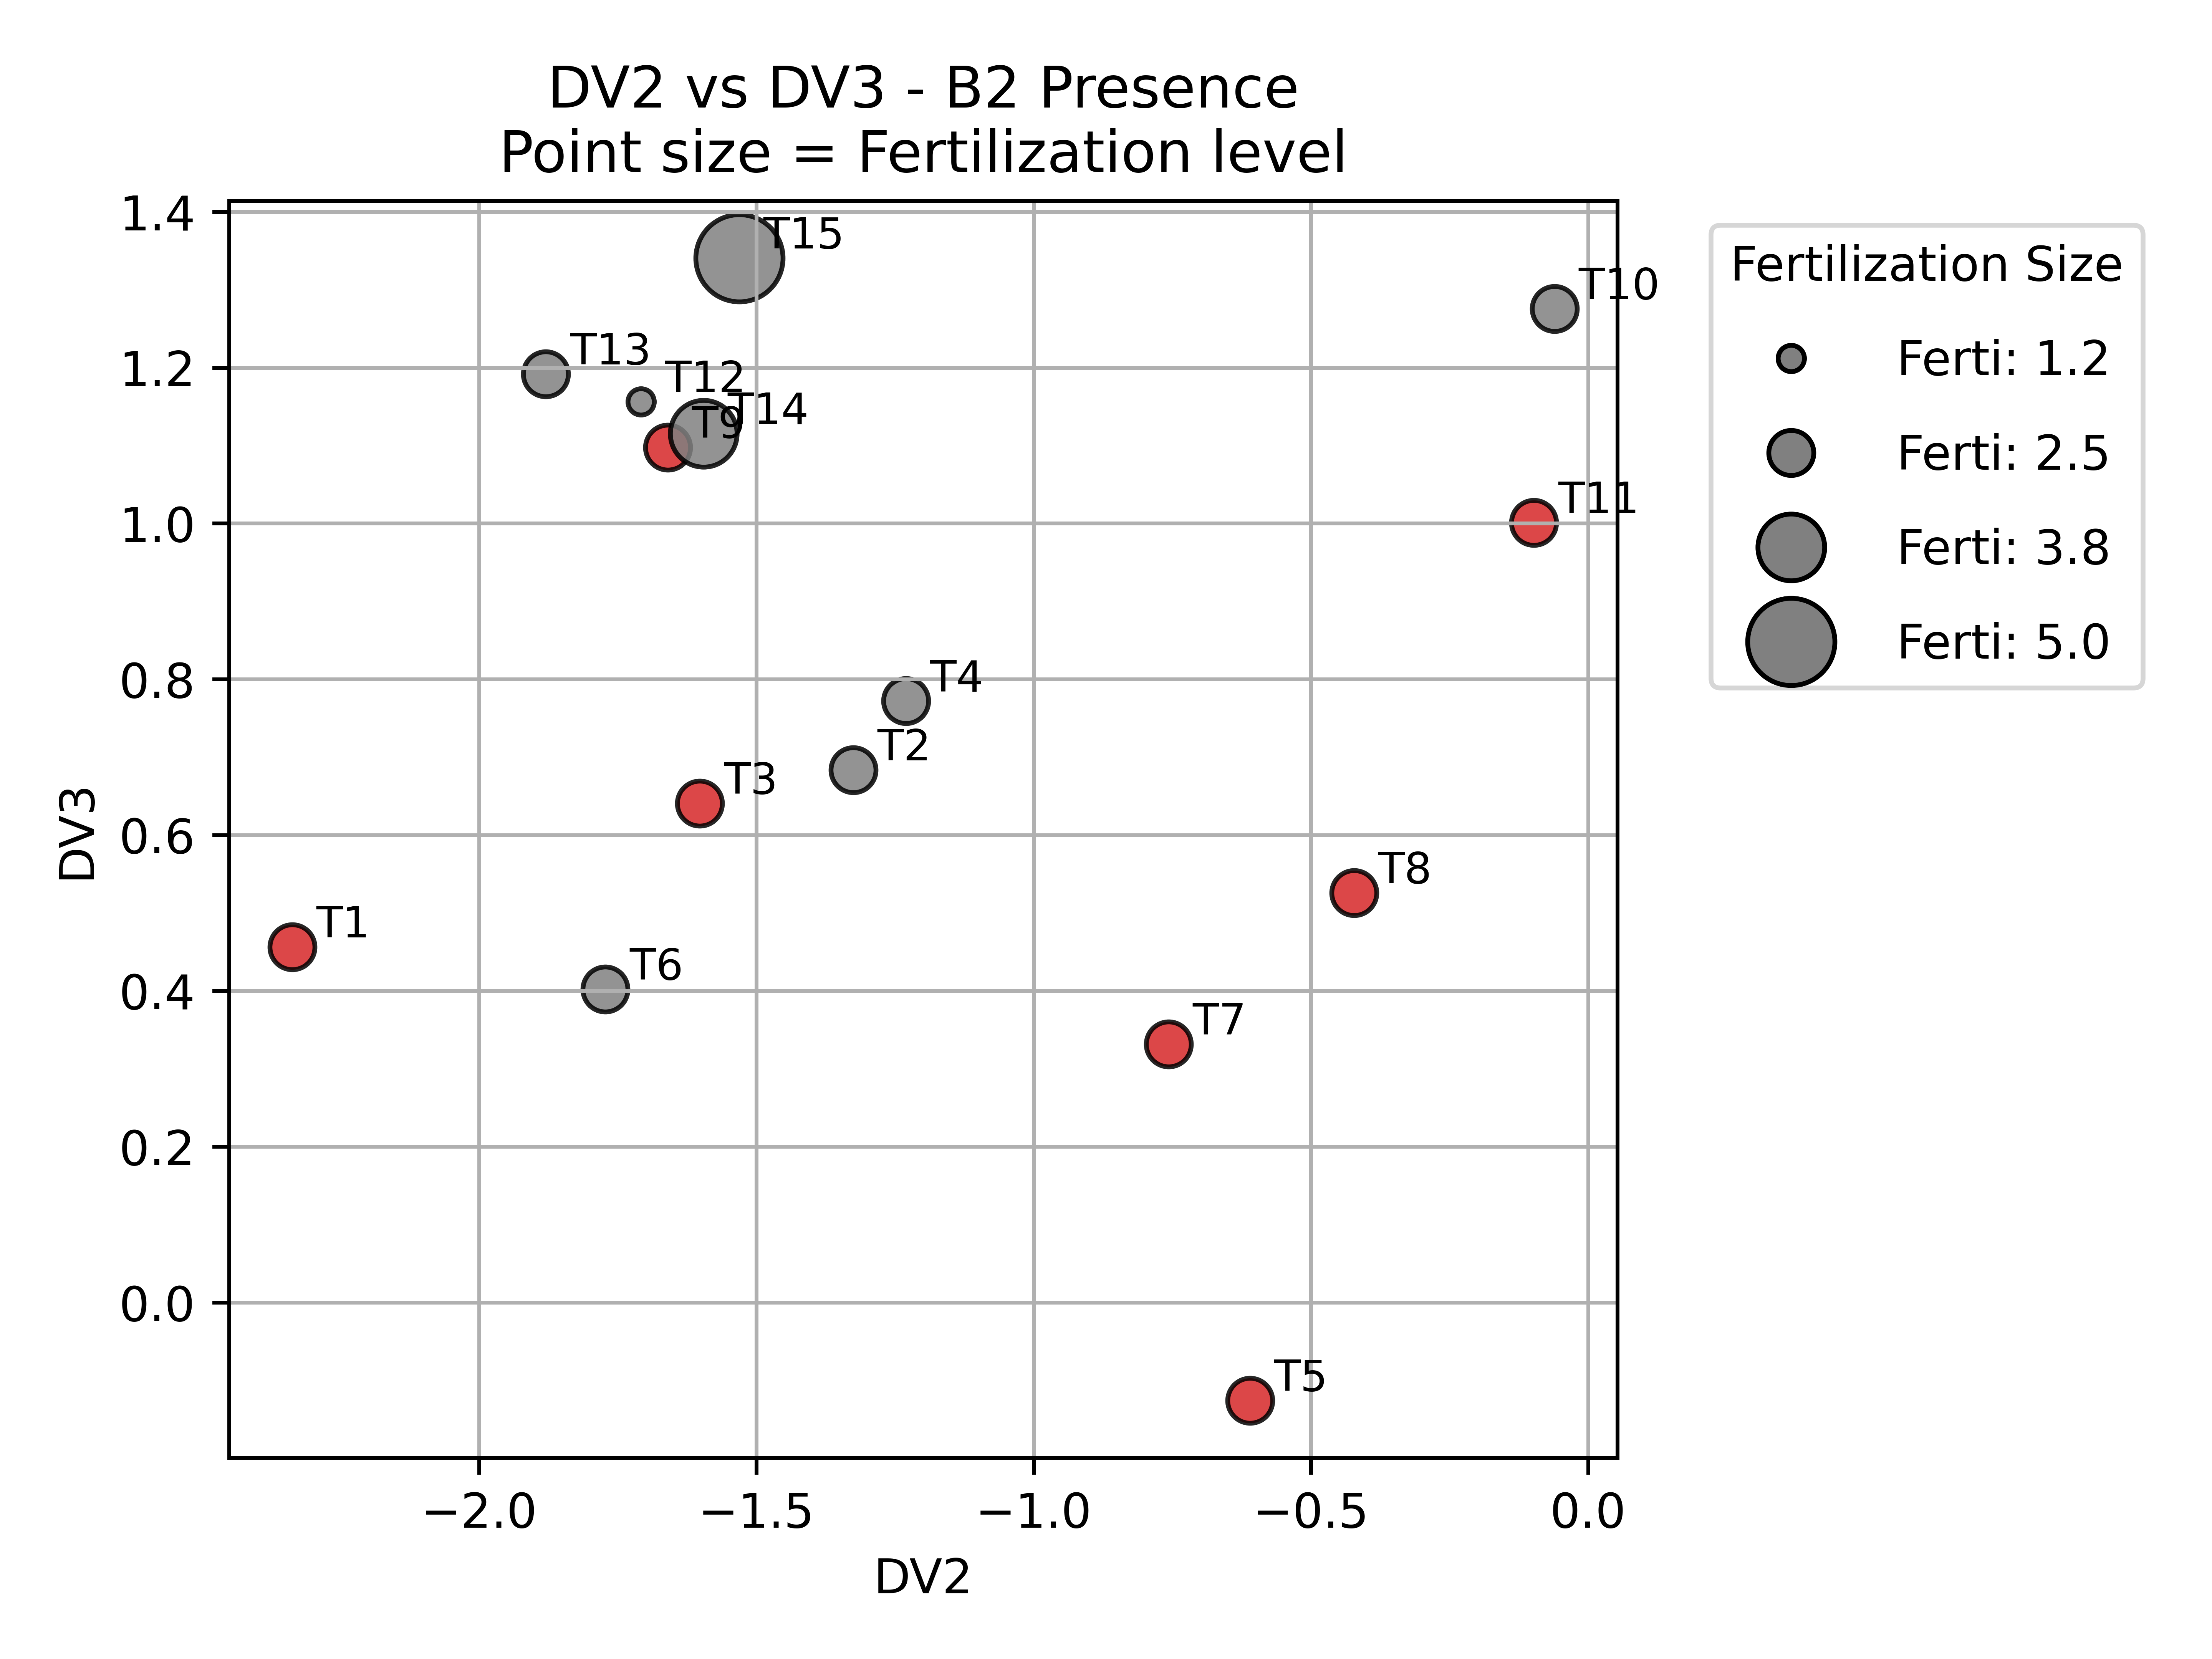 DV2 vs DV3 - B2 Presence
Point size = Fertilization level
1.4
1.2
1.0
0.8
0.6
0.4
0.2
0.0
DV3
T15
T10
T13
T12
T14
T9
T11
T4
T2
T3
T8
T1
T6
T7
T5
−2.0
−1.5
−1.0
−0.5
0.0
DV2
Fertilization Size
Ferti: 1.2
Ferti: 2.5
Ferti: 3.8
Ferti: 5.0